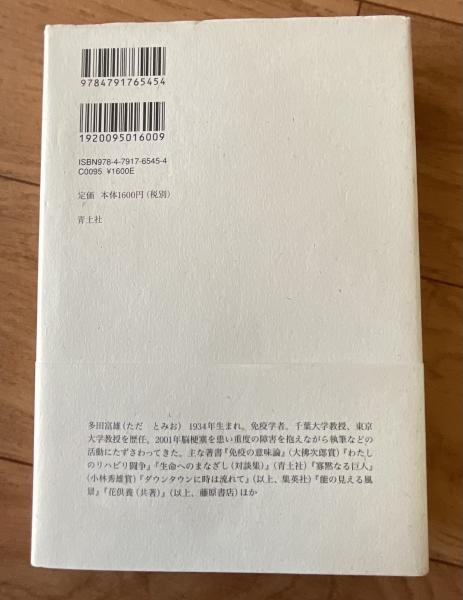 9784791765454
1920095016009
ISBN978-4-7917-6545-4
C0095 ¥1600E
定価 本体1600円(税別)
青土社
多田富雄(ただ とみお) 1934年生まれ。免疫学者。千葉大学教授、東京
大学教授を歴任。2001年脳梗塞を患い重度の障害を抱えながら執筆などの
活動にたずさわってきた。主な著書『免疫の意味論』(大佛次郎賞)『わたし
のリハビリ闘争』『生命へのまなざし(対談集)』(青土社)『寡黙なる巨人』
(小林秀雄賞)『ダウンタウンに時は流れて』(以上、集英社)『能の見える風
景』『花供養(共著)』(以上、藤原書店)ほか